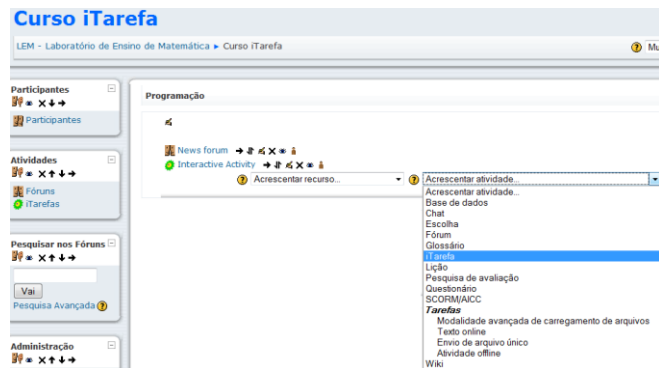 Curso iTarefa
LEM - Laboratório de Ensino de Matemática ► Curso iTarefa
Participantes
Participantes
Atividades
Fóruns
iTarefas
Pesquisar nos Fóruns
Vai
Pesquisa Avançada
Administração
Programação
News forum
Interactive Activity
Acrescentar recurso...
Acrescentar atividade...
Acrescentar atividade...
Base de dados
Chat
Escolha
Fórum
Glossário
iTarefa
Lição
Pesquisa de avaliação
Questionário
SCORM/AICC
Tarefas
Modalidade avançada de carregamento de arquivos
Texto online
Envio de arquivo único
Atividade offline
Wiki